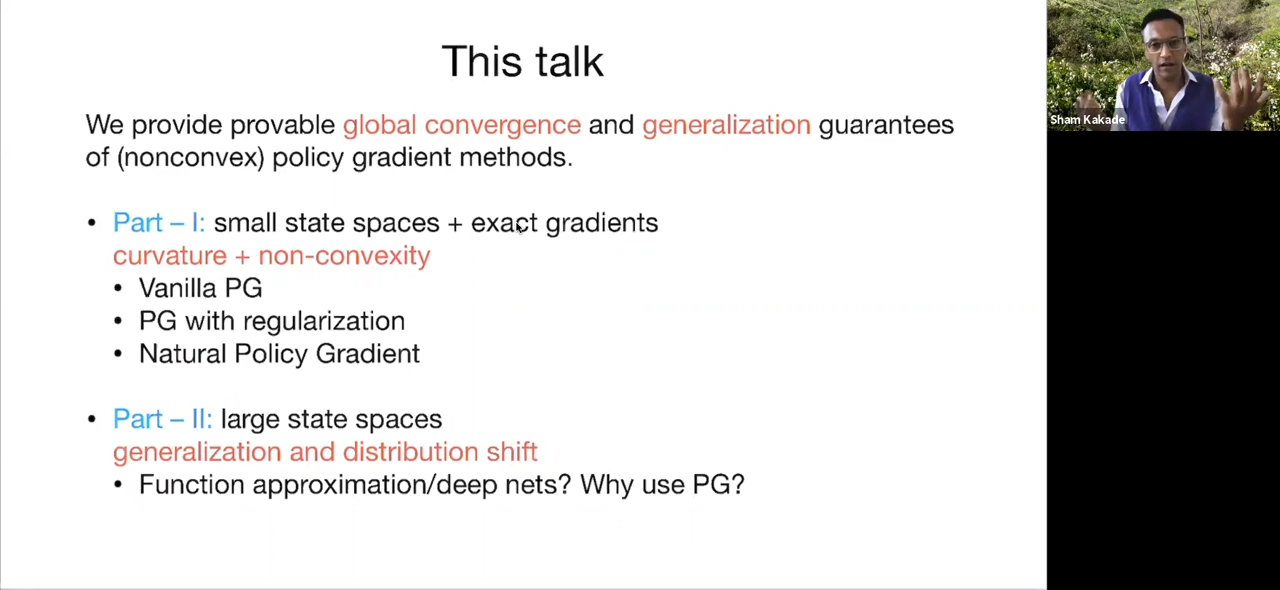 This talk
Sham Kakade
We provide provable global convergence and generalization guarantees
of (nonconvex) policy gradient methods.
• Part – I: small state spaces + exact gradients
curvature + non-convexity
• Vanilla PG
• PG with regularization
• Natural Policy Gradient
• Part – II: large state spaces
generalization and distribution shift
• Function approximation/deep nets? Why use PG?